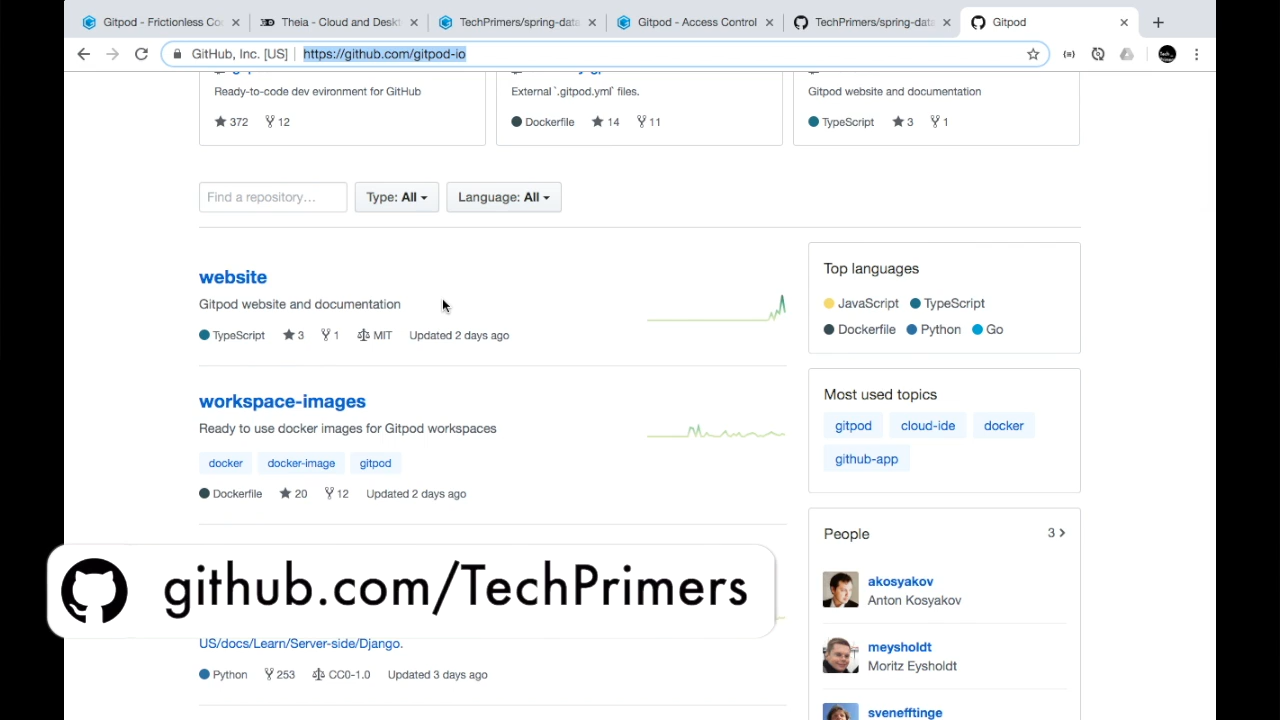 Gitpod - Frictionless Co
Theia - Cloud and Deskt
TechPrimers/spring-data
Gitpod - Access Control
TechPrimers/spring-data
Gitpod
GitHub, Inc. [US] | https://github.com/gitpod-io
Ready-to-code dev evironment for GitHub
372 12
External `.gitpod.yml` files.
Dockerfile 14 11
Gitpod website and documentation
TypeScript 3 1
Find a repository…
Type: All
Language: All
website
Gitpod website and documentation
TypeScript 3 1 MIT Updated 2 days ago
workspace-images
Ready to use docker images for Gitpod workspaces
docker docker-image gitpod
Dockerfile 20 12 Updated 2 days ago
github.com/TechPrimers
US/docs/Learn/Server-side/Django.
Python 253 CC0-1.0 Updated 3 days ago
Top languages
JavaScript TypeScript
Dockerfile Python Go
Most used topics
gitpod cloud-ide docker
github-app
People 3
akosyakov
Anton Kosyakov
meysholdt
Moritz Eysholdt
svenefftinge